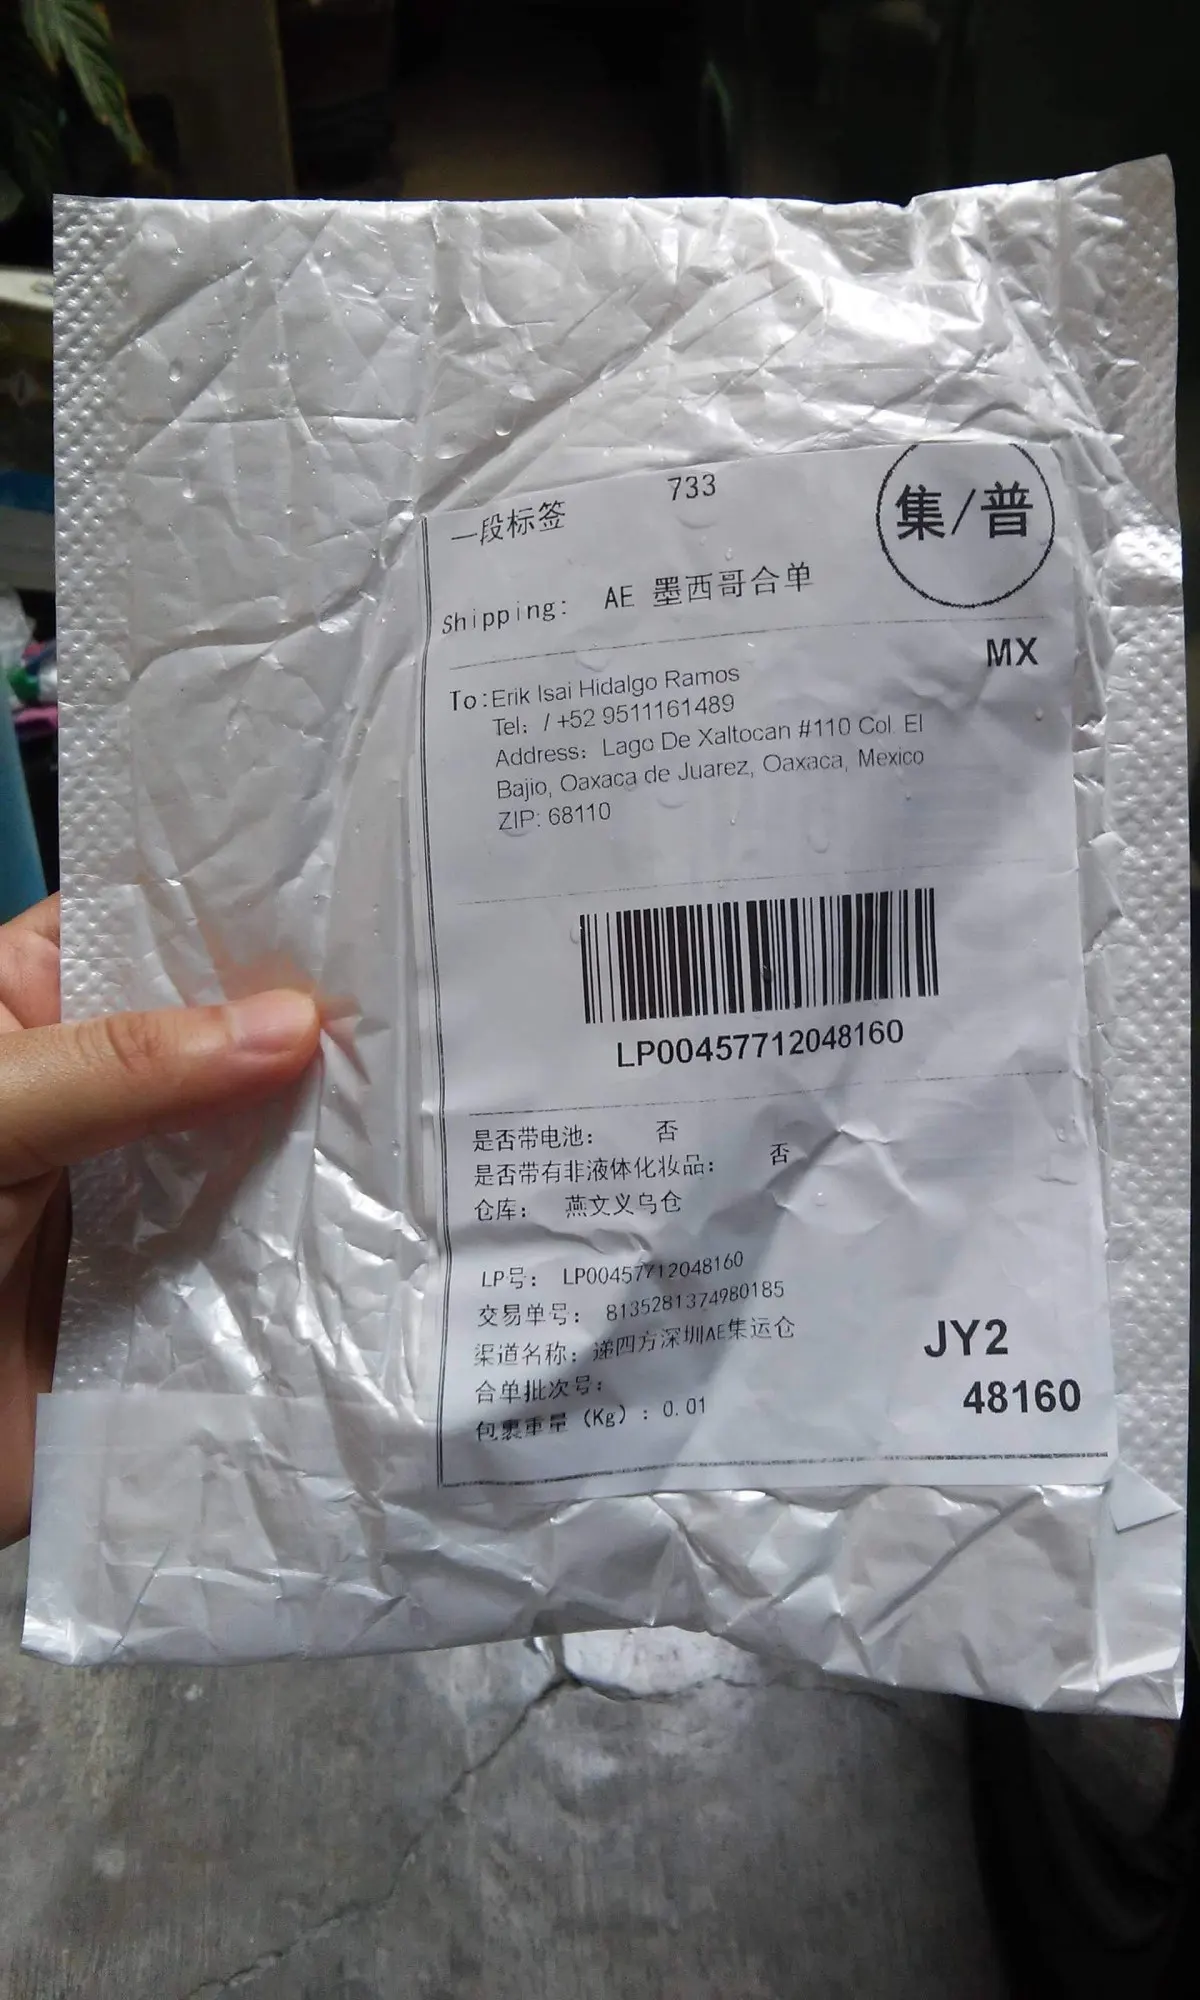 一段标签 733
集/普
Shipping: AE 墨西哥合单
MX
To:Erik Isai Hidalgo Ramos
Tel: / +52 9511161489
Address: Lago De Xaltocan #110 Col. El
Bajio, Oaxaca de Juarez, Oaxaca, Mexico
ZIP: 68110
LP00457712048160
是否带电池: 否
是否带有非液体化妆品: 否
仓库: 燕文义乌仓
LP号: LP00457712048160
交易单号: 8135281374980185
渠道名称: 递四方深圳AE集运仓
合单批次号:
包裹重量 (Kg) : 0.01
JY2
48160